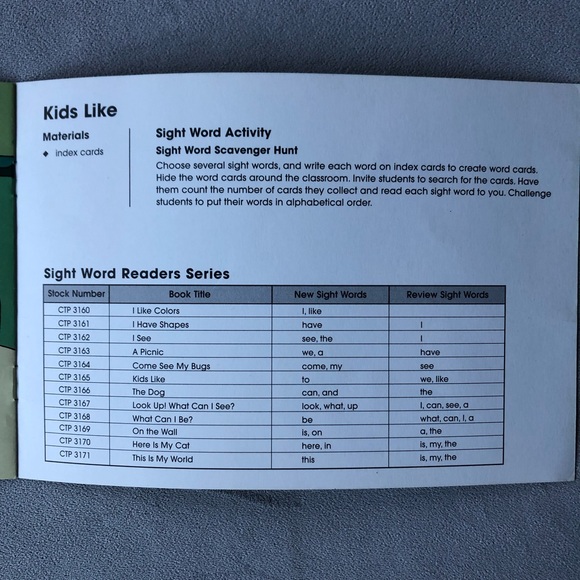 Kids Like
Materials
◆ index cards
Sight Word Activity
Sight Word Scavenger Hunt
Choose several sight words, and write each word on index cards to create word cards.
Hide the word cards around the classroom. Invite students to search for the cards. Have
them count the number of cards they collect and read each sight word to you. Challenge
students to put their words in alphabetical order.
Sight Word Readers Series
Stock Number Book Title New Sight Words Review Sight Words
CTP 3160 I Like Colors I, like
CTP 3161 I Have Shapes have I
CTP 3162 I See see, the I
CTP 3163 A Picnic we, a have
CTP 3164 Come See My Bugs come, my see
CTP 3165 Kids Like to we, like
CTP 3166 The Dog can, and the
CTP 3167 Look Up! What Can I See? look, what, up I, can, see, a
CTP 3168 What Can I Be? be what, can, I, a
CTP 3169 On the Wall is, on a, the
CTP 3170 Here Is My Cat here, in is, my, the
CTP 3171 This Is My World this is, my, the